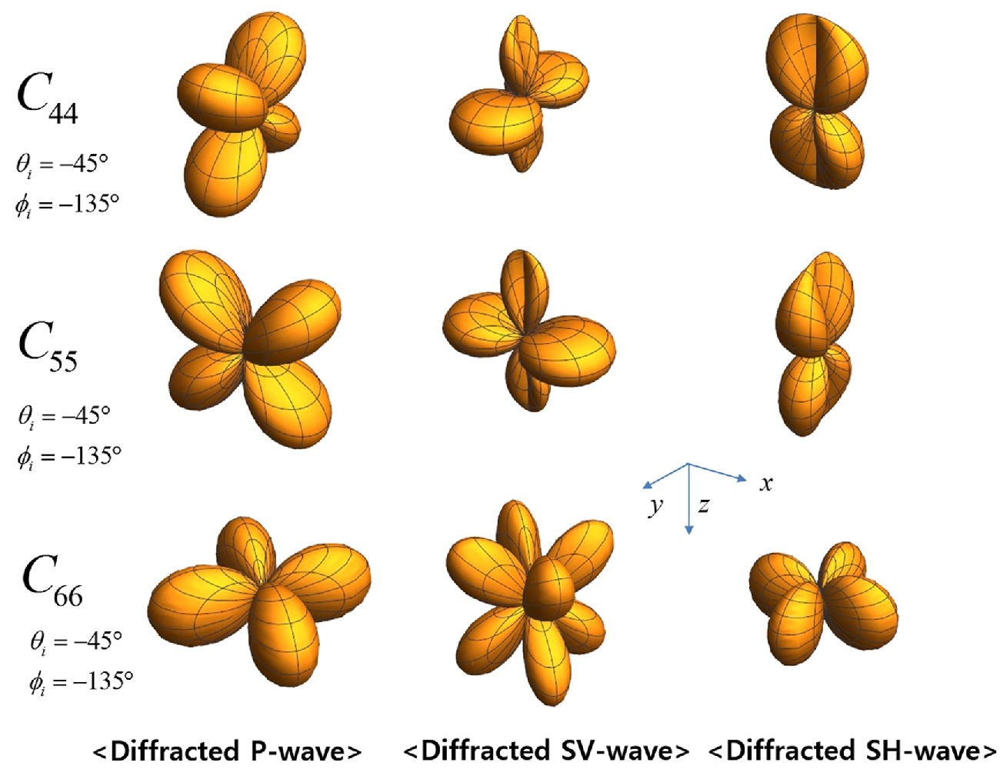 C₄₄
θᵢ = −45°
ϕᵢ = −135°
C₅₅
θᵢ = −45°
ϕᵢ = −135°
x
y
z
C₆₆
θᵢ = −45°
ϕᵢ = −135°
<Diffracted P-wave> <Diffracted SV-wave> <Diffracted SH-wave>